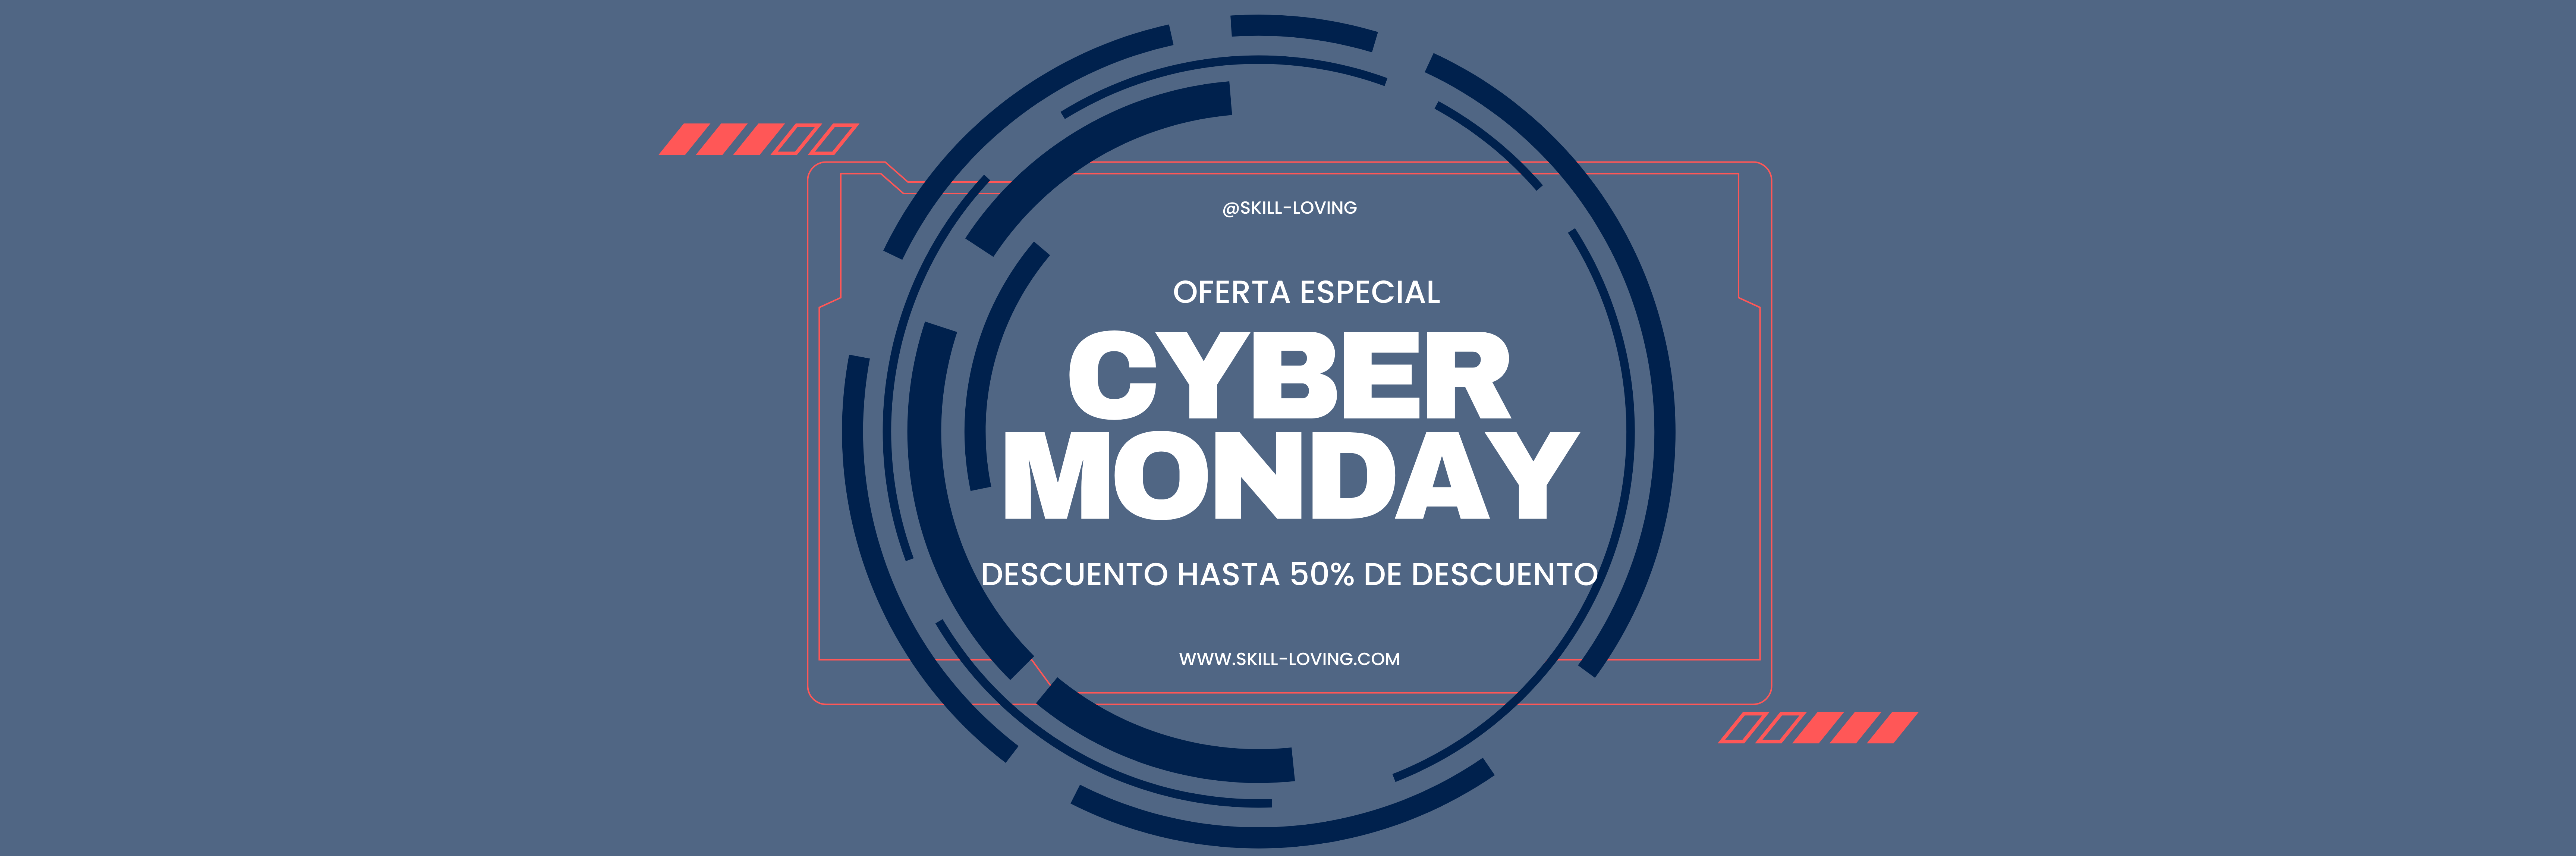 @SKILL-LOVING
OFERTA ESPECIAL
CYBER
MONDAY
DESCUENTO HASTA 50% DE DESCUENTO
WWW.SKILL-LOVING.COM